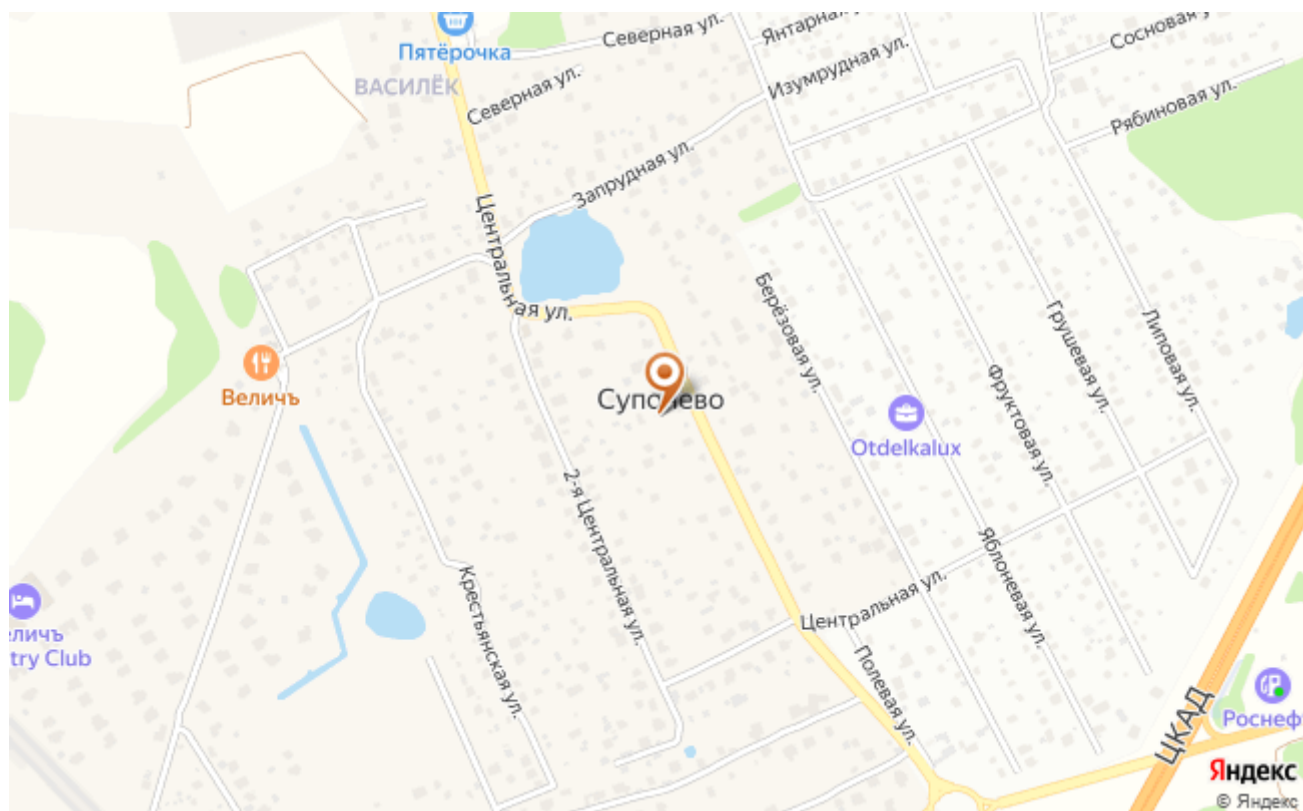 Северная ул.
Янтарная
Сосновая ул.
Пятёрочка
Изумрудная ул.
ВАСИЛЁК
Северная ул.
Рябиновая ул.
Запрудная ул.
Центральная ул.
Берёзовая ул.
Грушевая ул.
Липовая ул.
Величъ
Фруктовая ул.
Otdelkalux
2-я Центральная ул.
Яблоневая ул.
Крестьянская ул.
Центральная ул.
еличъ
try Club
Полевая ул.
ЦКАД
Роснеф
Яндекс
© Яндекс